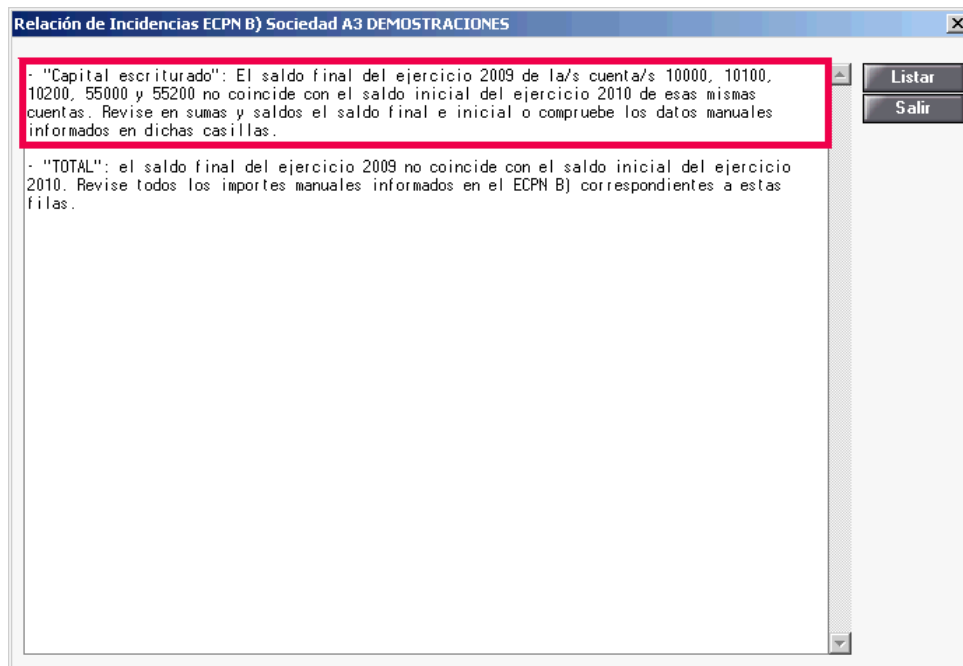 Relación de Incidencias ECPN B) Sociedad A3 DEMOSTRACIONES
- "Capital escriturado": El saldo final del ejercicio 2009 de la/s cuenta/s 10000, 10100,
10200, 55000 y 55200 no coincide con el saldo inicial del ejercicio 2010 de esas mismas
cuentas. Revise en sumas y saldos el saldo final e inicial o compruebe los datos manuales
informados en dichas casillas.
- "TOTAL": el saldo final del ejercicio 2009 no coincide con el saldo inicial del ejercicio
2010. Revise todos los importes manuales informados en el ECPN B) correspondientes a estas
filas.
Listar
Salir